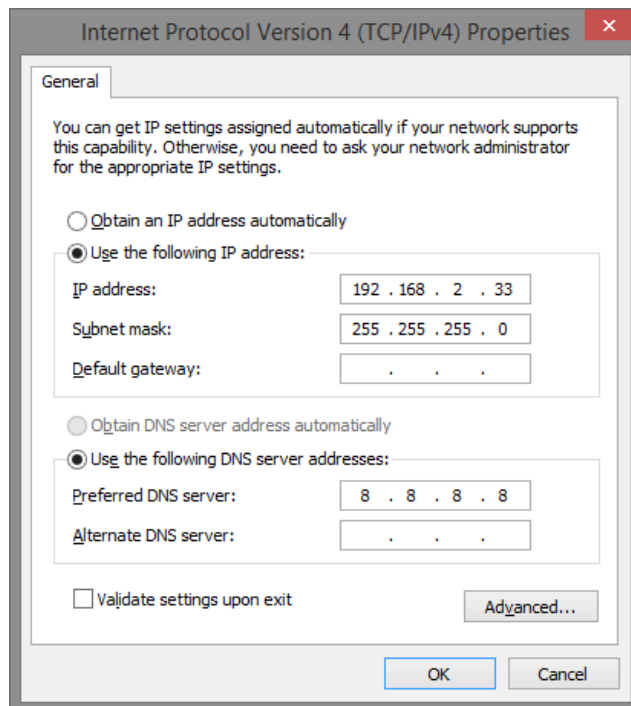 Internet Protocol Version 4 (TCP/IPv4) Properties
General
You can get IP settings assigned automatically if your network supports
this capability. Otherwise, you need to ask your network administrator
for the appropriate IP settings.
Obtain an IP address automatically
Use the following IP address:
IP address: 192 . 168 . 2 . 33
Subnet mask: 255 . 255 . 255 . 0
Default gateway: . . .
Obtain DNS server address automatically
Use the following DNS server addresses:
Preferred DNS server: 8 . 8 . 8 . 8
Alternate DNS server: . . .
Validate settings upon exit
Advanced...
OK Cancel